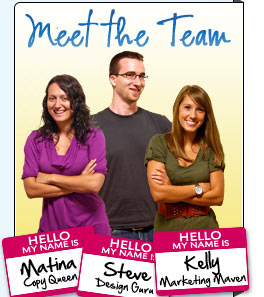 Meet the Team
HELLO
MY NAME IS
Matina
Copy Queen
HELLO
MY NAME IS
Steve
Design Guru
HELLO
MY NAME IS
Kelly
Marketing Maven